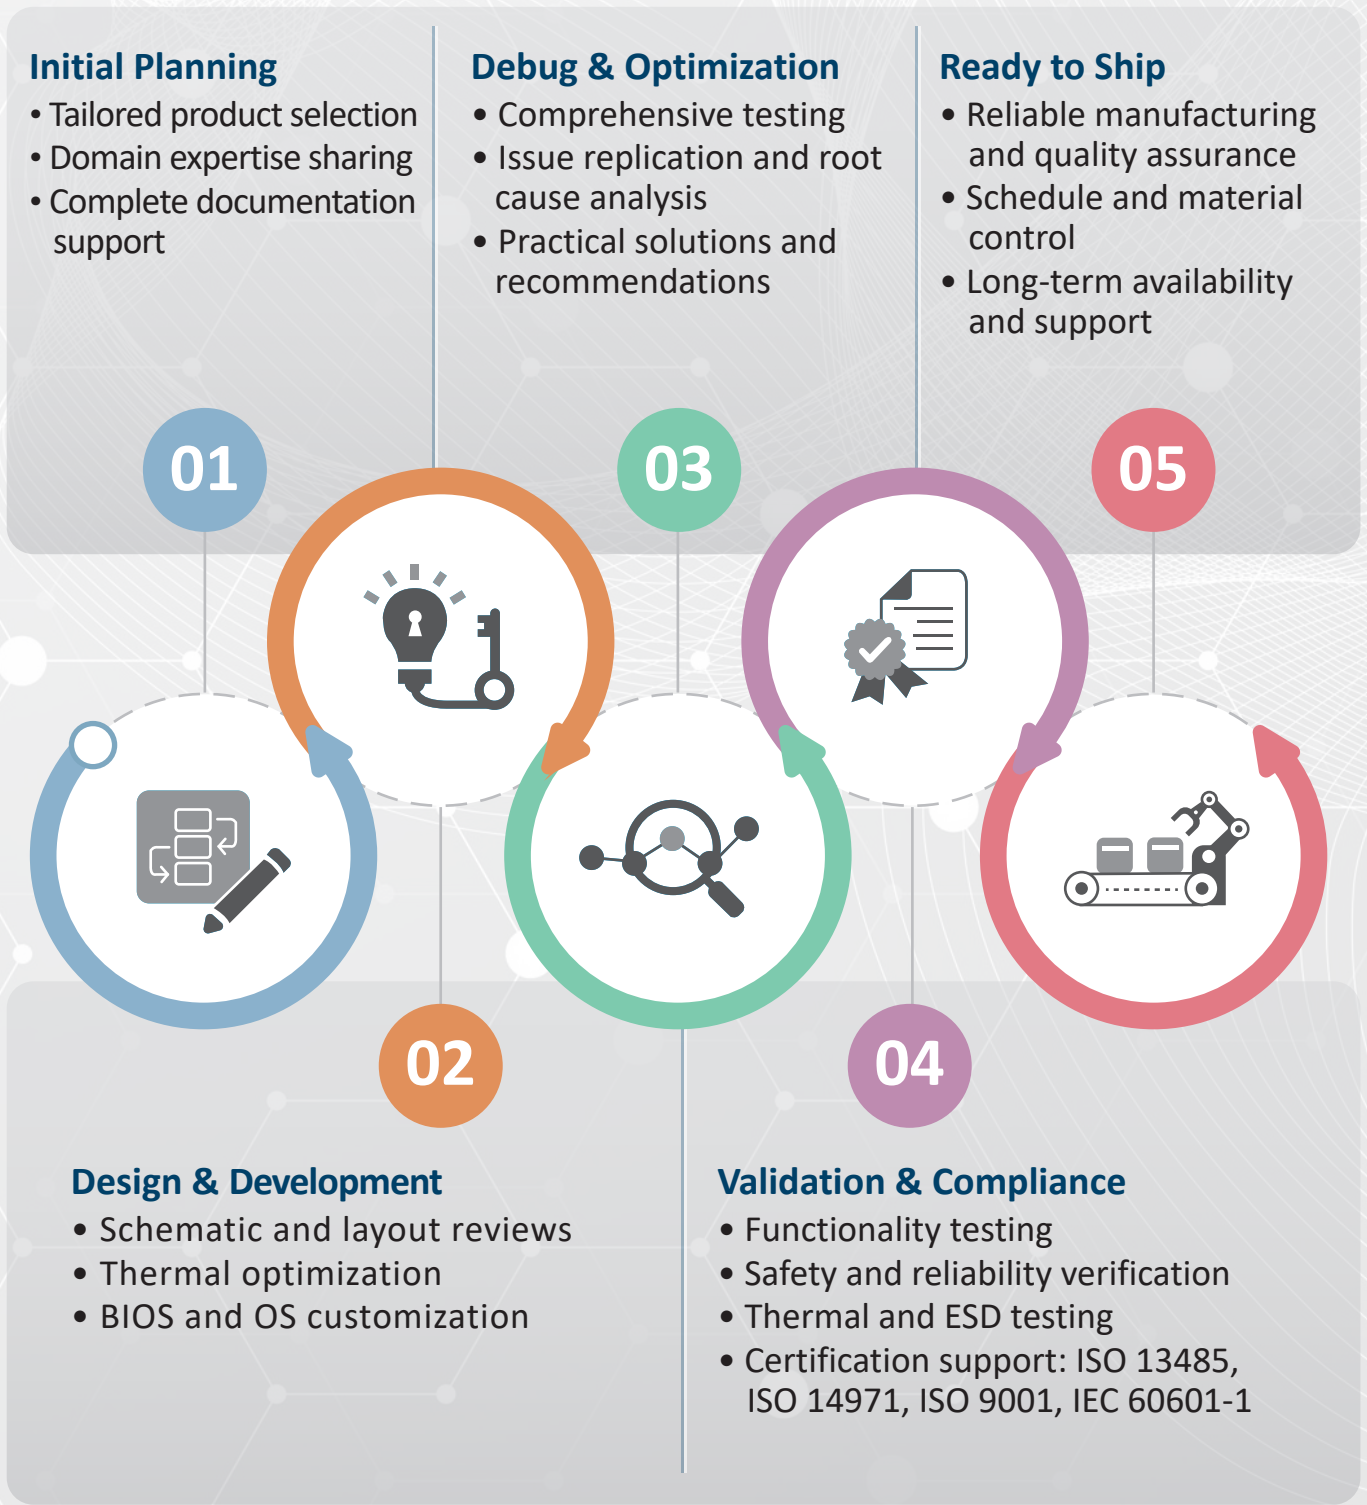 Initial Planning
• Tailored product selection
• Domain expertise sharing
• Complete documentation
support
Debug & Optimization
• Comprehensive testing
• Issue replication and root
cause analysis
• Practical solutions and
recommendations
Ready to Ship
• Reliable manufacturing
and quality assurance
• Schedule and material
control
• Long-term availability
and support
01
03
05
02
04
Design & Development
• Schematic and layout reviews
• Thermal optimization
• BIOS and OS customization
Validation & Compliance
• Functionality testing
• Safety and reliability verification
• Thermal and ESD testing
• Certification support: ISO 13485,
ISO 14971, ISO 9001, IEC 60601-1